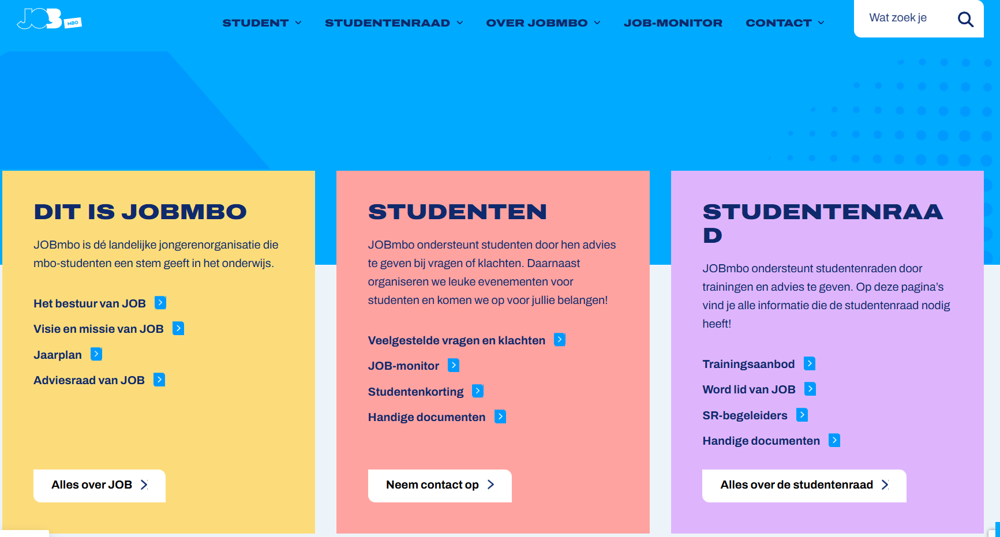 JOB MBO
STUDENT
STUDENTENRAAD
OVER JOBMBO
JOB-MONITOR
CONTACT
Wat zoek je
DIT IS JOBMBO
JOBmbo is dé landelijke jongerenorganisatie die
mbo-studenten een stem geeft in het onderwijs.
Het bestuur van JOB
Visie en missie van JOB
Jaarplan
Adviesraad van JOB
Alles over JOB
STUDENTEN
JOBmbo ondersteunt studenten door hen advies
te geven bij vragen of klachten. Daarnaast
organiseren we leuke evenementen voor
studenten en komen we op voor jullie belangen!
Veelgestelde vragen en klachten
JOB-monitor
Studentenkorting
Handige documenten
Neem contact op
STUDENTENRAA
D
JOBmbo ondersteunt studentenraden door
trainingen en advies te geven. Op deze pagina’s
vind je alle informatie die de studentenraad nodig
heeft!
Trainingsaanbod
Word lid van JOB
SR-begeleiders
Handige documenten
Alles over de studentenraad